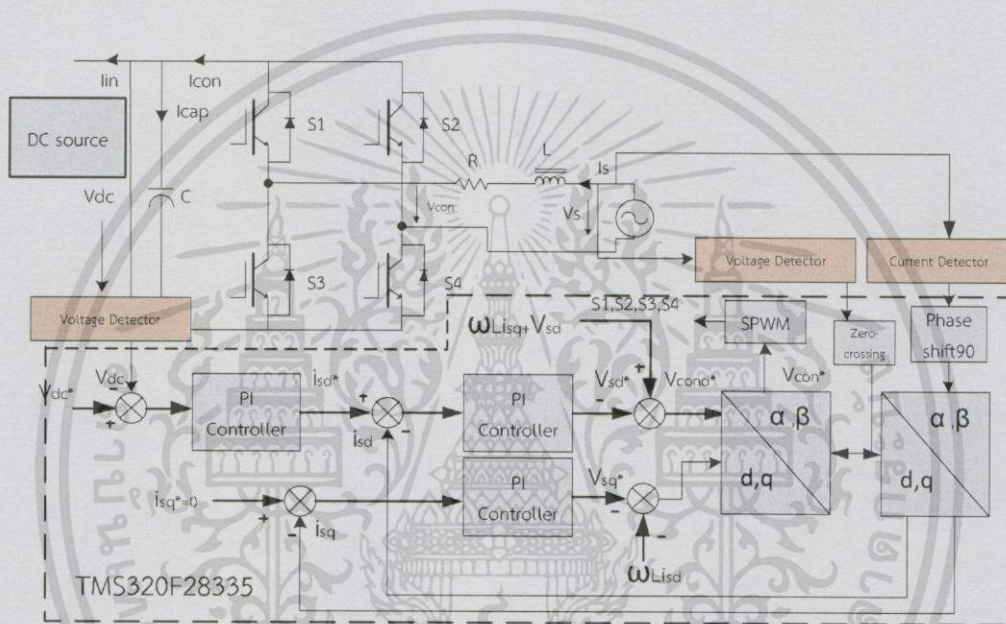 Iin
Icon
Icap
DC source
S1
S2
R
L
Is
Vdc
C
Vcon
Vs
S3
S4
Voltage Detector
Current Detector
Voltage Detector
ωLisq+Vsd
S1,S2,S3,S4
SPWM
Zero-
crossing
Phase
shift90
Vdc
-
Vdc*
+
PI
Controller
isd*
+
-
isd
PI
Controller
Vsd*
+
-
Vcond*
Vcon*
α,β
d,q
α,β
d,q
isq*=0
+
-
isq
PI
Controller
Vsq*
-
-
ωLisd
TMS320F28335